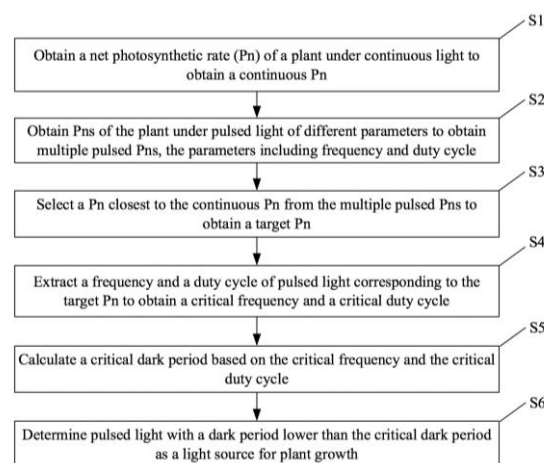 S1
Obtain a net photosynthetic rate (Pn) of a plant under continuous light to
obtain a continuous Pn
S2
Obtain Pns of the plant under pulsed light of different parameters to obtain
multiple pulsed Pns, the parameters including frequency and duty cycle
S3
Select a Pn closest to the continuous Pn from the multiple pulsed Pns to
obtain a target Pn
S4
Extract a frequency and a duty cycle of pulsed light corresponding to the
target Pn to obtain a critical frequency and a critical duty cycle
S5
Calculate a critical dark period based on the critical frequency and the critical
duty cycle
S6
Determine pulsed light with a dark period lower than the critical dark period
as a light source for plant growth